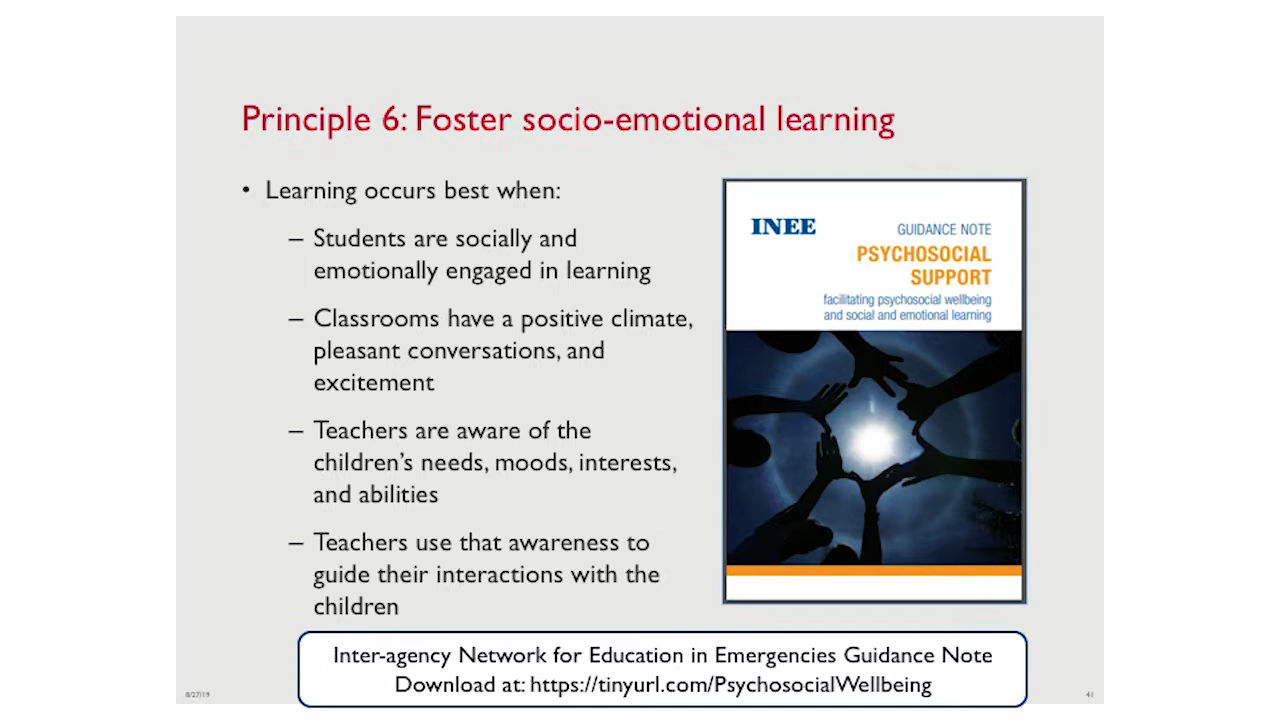 Principle 6: Foster socio-emotional learning
• Learning occurs best when:
– Students are socially and
emotionally engaged in learning
– Classrooms have a positive climate,
pleasant conversations, and
excitement
– Teachers are aware of the
children’s needs, moods, interests,
and abilities
– Teachers use that awareness to
guide their interactions with the
children
INEE
GUIDANCE NOTE
PSYCHOSOCIAL
SUPPORT
facilitating psychosocial wellbeing
and social and emotional learning
Inter-agency Network for Education in Emergencies Guidance Note
Download at: https://tinyurl.com/PsychosocialWellbeing
8/27/19
41